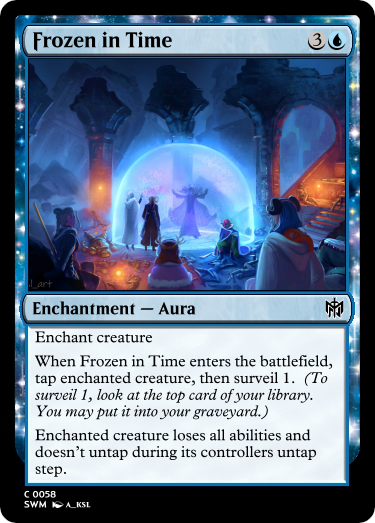 Frozen in Time 3
Enchantment — Aura
Enchant creature
When Frozen in Time enters the battlefield,
tap enchanted creature, then surveil 1. (To
surveil 1, look at the top card of your library.
You may put it into your graveyard.)
Enchanted creature loses all abilities and
doesn't untap during its controllers untap
step.
C 0058
SWM A_KSL